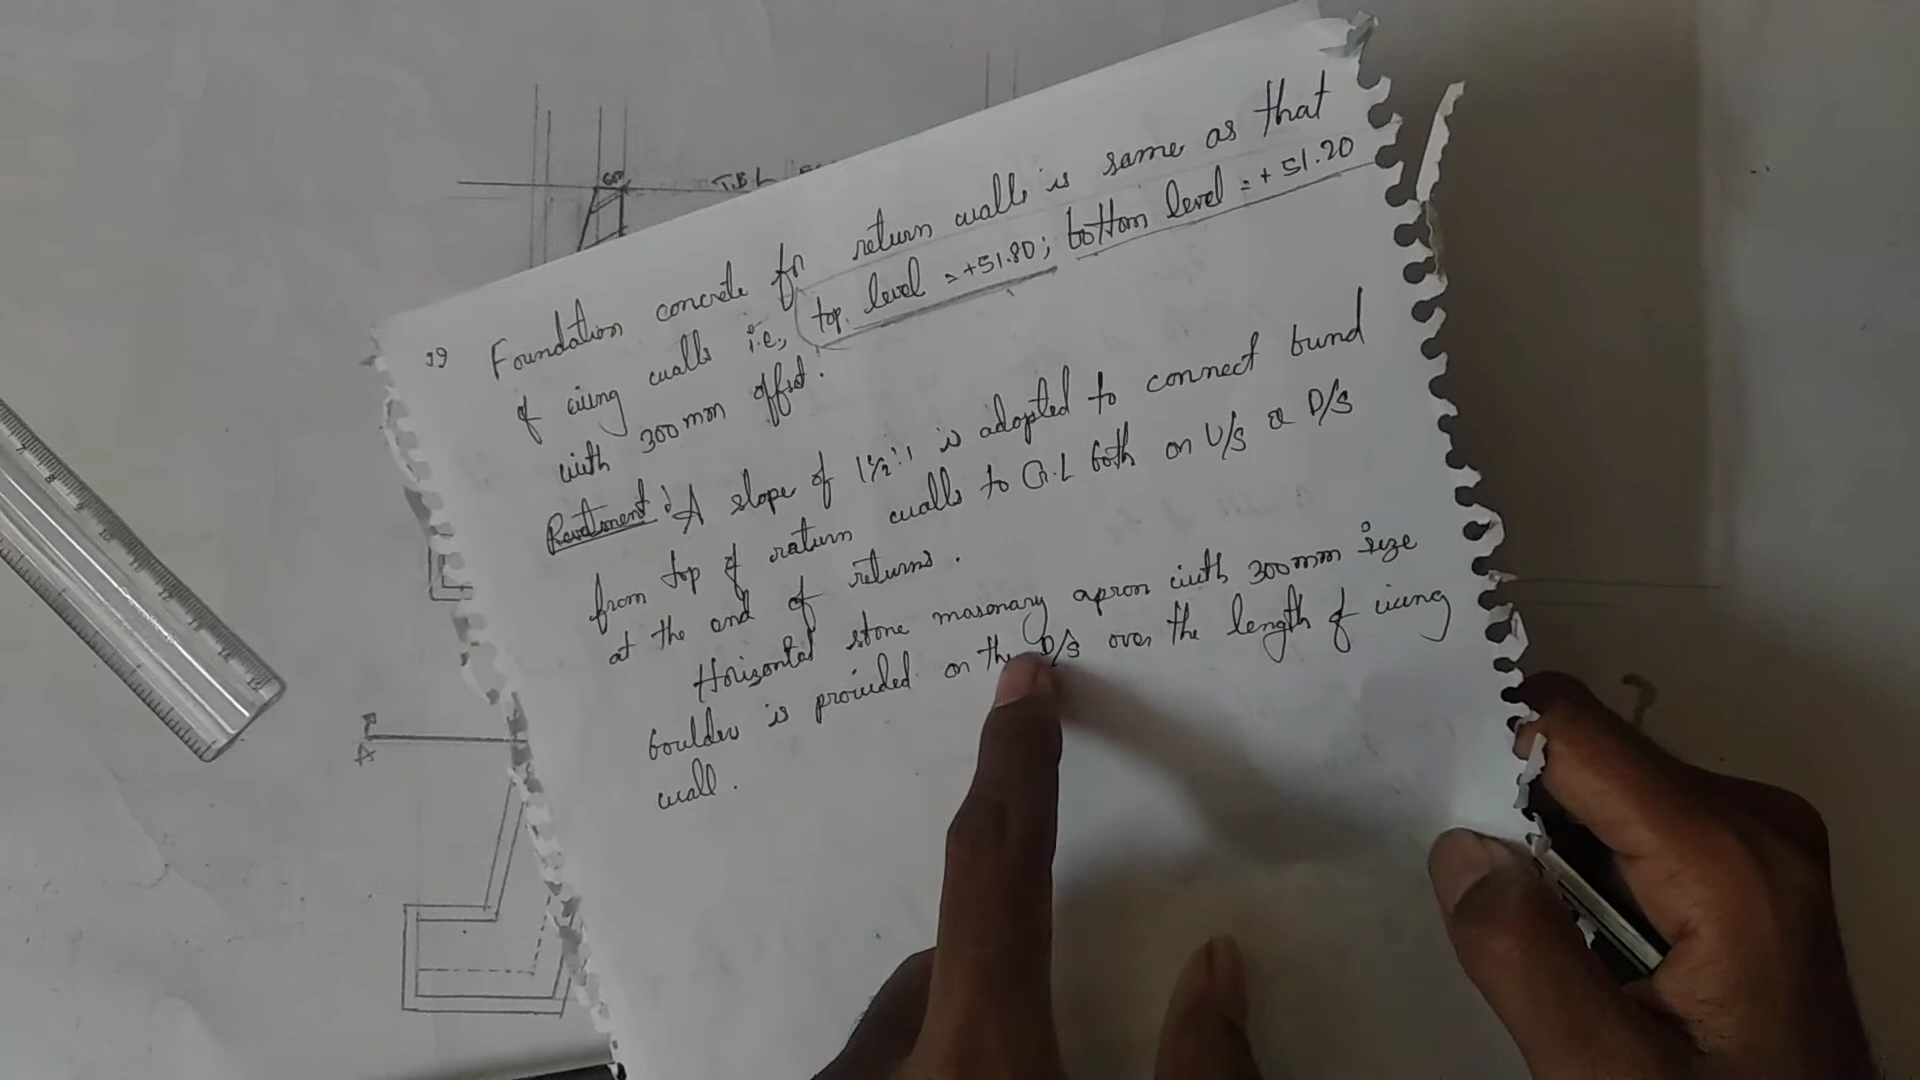 T.B.L
Foundation concrete for return walls is same as that
of wing walls i.e., top level = +51.80; bottom level = + 51.20
with 300mm offset.
Revetment : A slope of 1½:1 is adopted to connect bund
from top of return walls to G.L both on U/S & D/S
at the end of returns.
Horizontal stone masonary apron with 300mm size
boulder is provided on the D/S over the length of wing
wall.
A